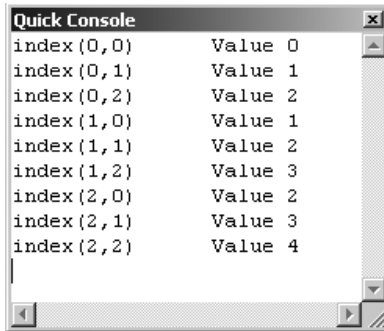 Quick Console
index(0,0) Value 0
index(0,1) Value 1
index(0,2) Value 2
index(1,0) Value 1
index(1,1) Value 2
index(1,2) Value 3
index(2,0) Value 2
index(2,1) Value 3
index(2,2) Value 4